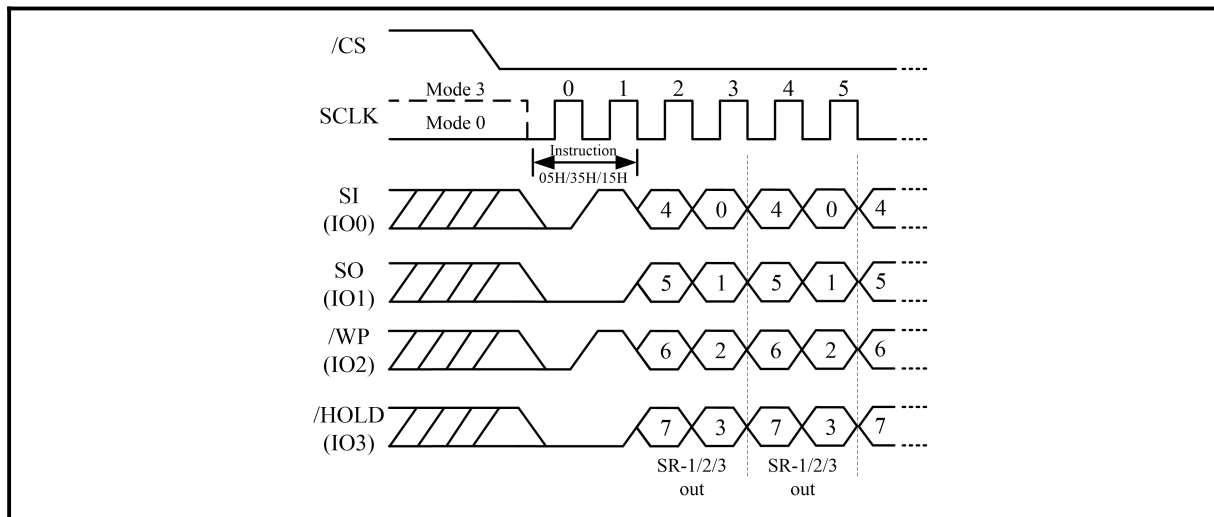 /CS
Mode 3
0 1 2 3 4 5
SCLK
Mode 0
Instruction
05H/35H/15H
SI
(IO0)
4 0 4 0 4
SO
(IO1)
5 1 5 1 5
/WP
(IO2)
6 2 6 2 6
/HOLD
(IO3)
7 3 7 3 7
SR-1/2/3
out
SR-1/2/3
out